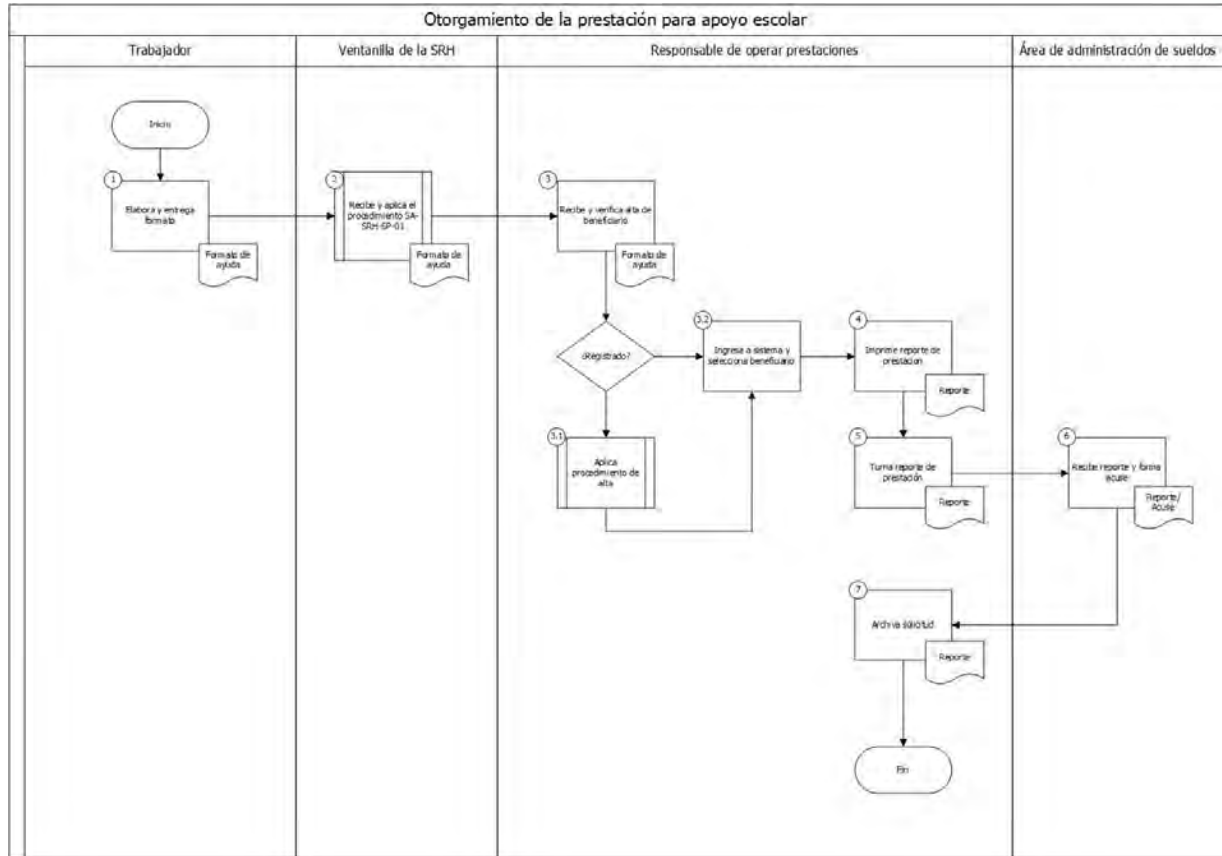 Otorgamiento de la prestación para apoyo escolar
Trabajador
Ventanilla de la SRH
Responsable de operar prestaciones
Área de administración de sueldos
Inicio
1
Elabora y entrega
formato
Formato de
ayuda
2
Recibe y aplica el
procedimiento SA-
SRH-SP-01
Formato de
ayuda
3
Recibe y verifica alta de
beneficiario
Formato de
ayuda
¿Registrado?
3.1
Aplica
procedimiento de
alta
3.2
Ingresa a sistema y
selecciona beneficiario
4
Imprime reporte de
prestacion
Reporte
5
Turna reporte de
prestación
Reporte
6
Recibe reporte y
acuse
Reporte/
Acuse
7
Archiva solicitud
Reporte
Fin